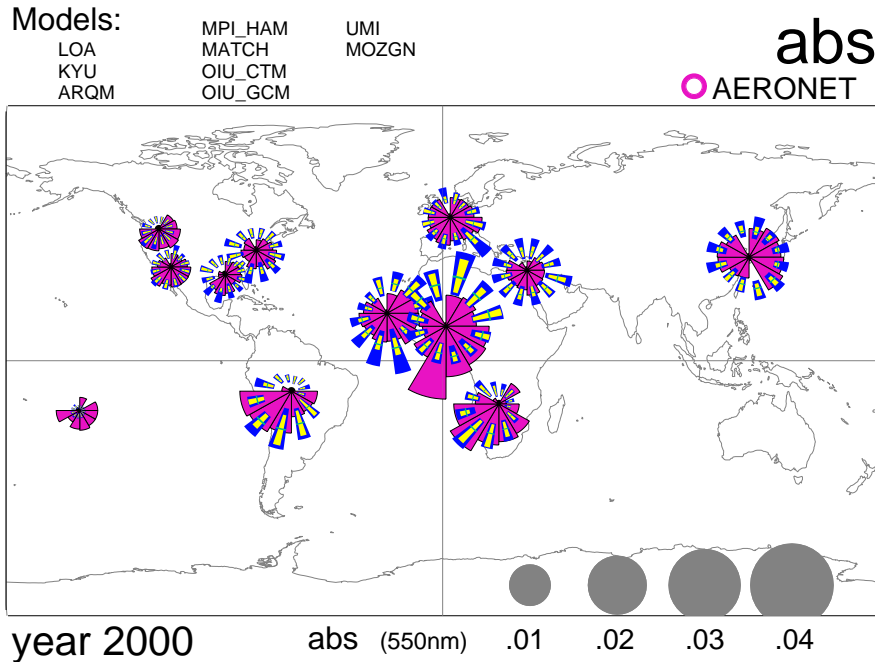 Models:
LOA
KYU
ARQM
MPI_HAM
MATCH
OIU_CTM
OIU_GCM
UMI
MOZGN
abs
AERONET
year 2000
abs (550nm) .01 .02 .03 .04